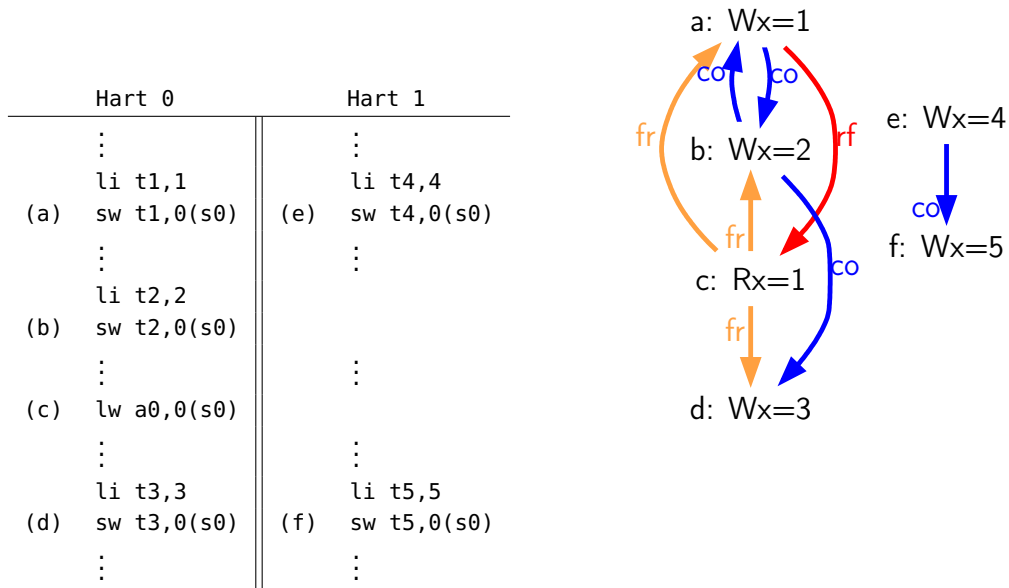 Hart 0 Hart 1
⋮ ⋮
li t1,1 li t4,4
(a) sw t1,0(s0) (e) sw t4,0(s0)
⋮ ⋮
li t2,2
(b) sw t2,0(s0)
⋮ ⋮
(c) lw a0,0(s0)
⋮ ⋮
li t3,3 li t5,5
(d) sw t3,0(s0) (f) sw t5,0(s0)
⋮ ⋮
a: Wx=1
co co
fr rf
b: Wx=2
e: Wx=4
co
fr
f: Wx=5
c: Rx=1
co
fr
d: Wx=3